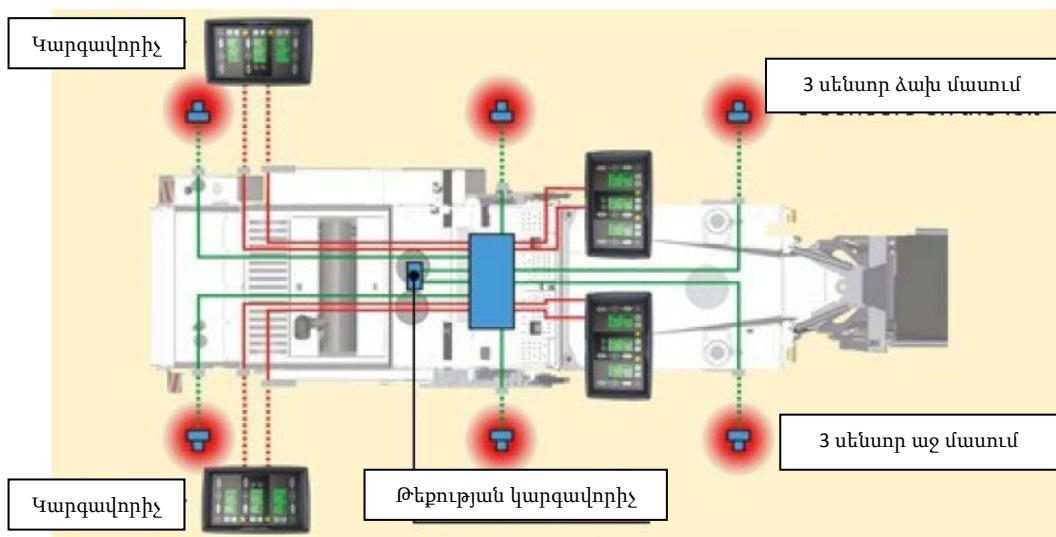 Կարգավորիչ
3 սենսոր ձախ մասում
3 սենսոր աջ մասում
Թեքության կարգավորիչ
Կարգավորիչ